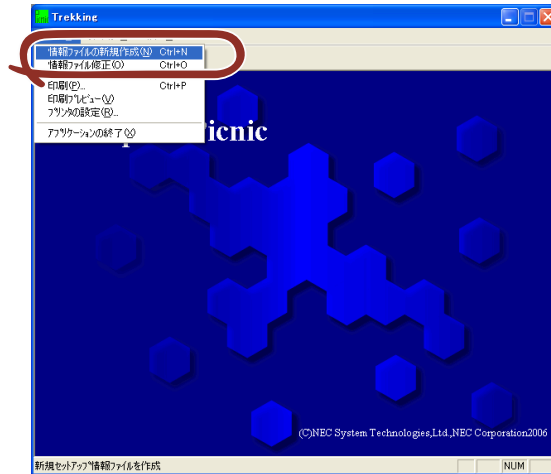 Trekking
情報ファイルの新規作成(N) Ctrl+N
情報ファイル修正(O) Ctrl+O
印刷(P)... Ctrl+P
印刷プレビュー(V)
プリンタの設定(R)...
アプリケーションの終了(X)
icnic
(C)NEC System Technologies,Ltd.,NEC Corporation2006
新規セットアップ情報ファイルを作成
NUM